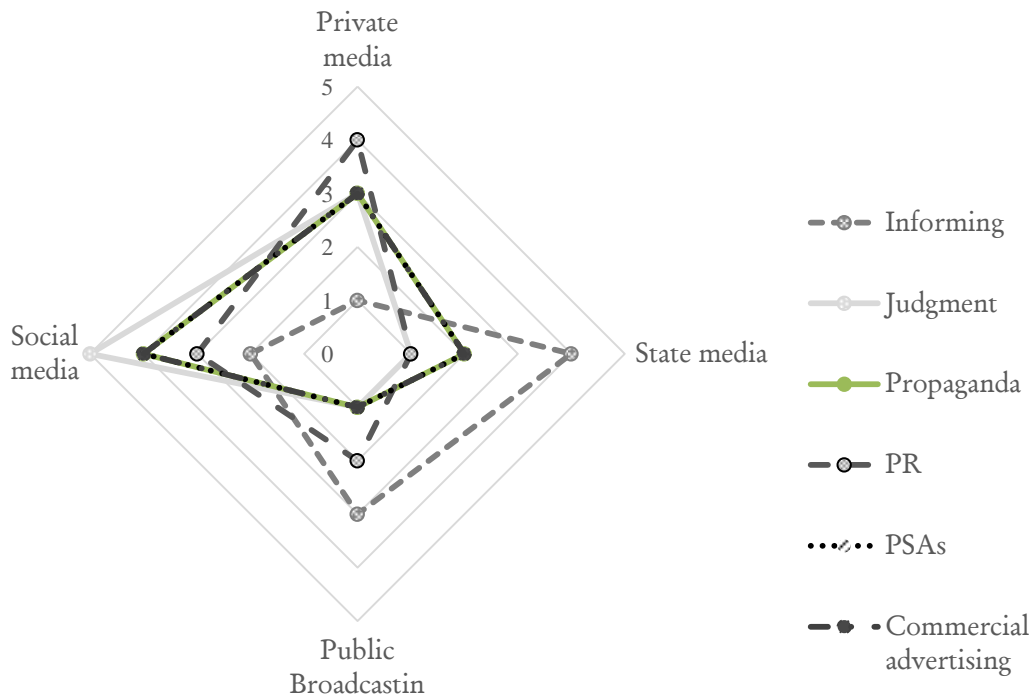 Private
media
5
4
3
2
1
0
Social
media
State media
Public
Broadcastin
Informing
Judgment
Propaganda
PR
PSAs
Commercial
advertising